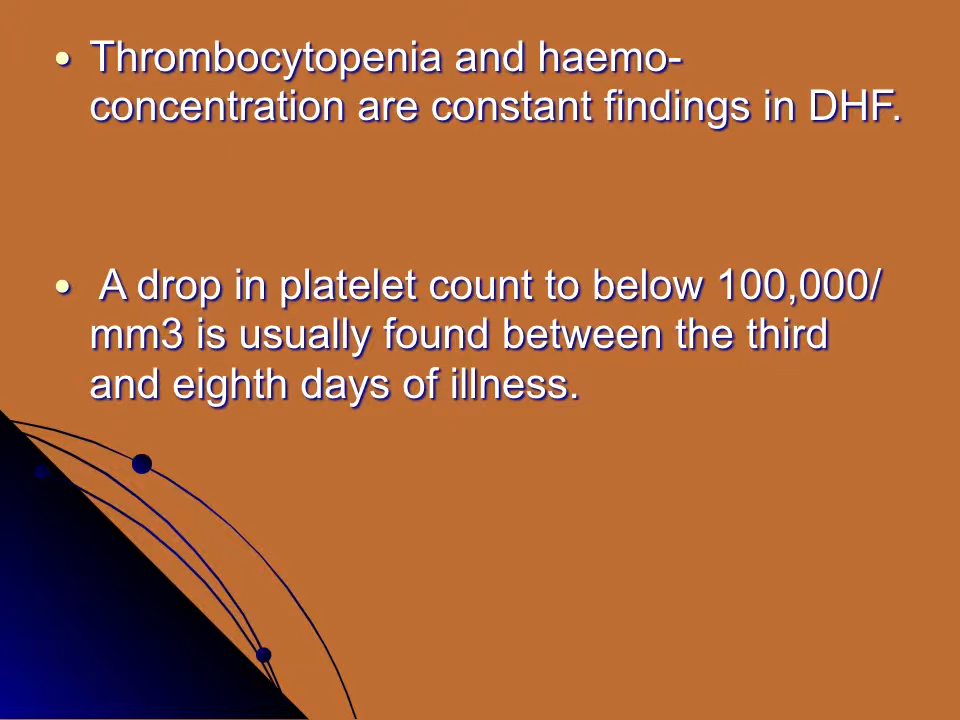 • Thrombocytopenia and haemo-
concentration are constant findings in DHF.
• A drop in platelet count to below 100,000/
mm3 is usually found between the third
and eighth days of illness.